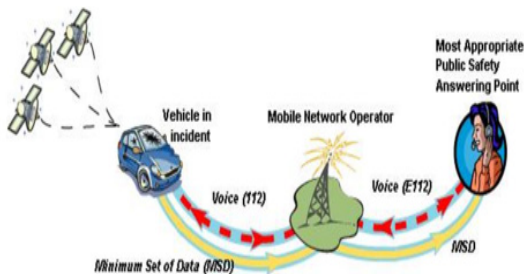 Most Appropriate
Public Safety
Answering Point
Vehicle in
incident
Mobile Network Operator
Voice (112)
Voice (E112)
MSD
Minimum Set of Data (MSD)